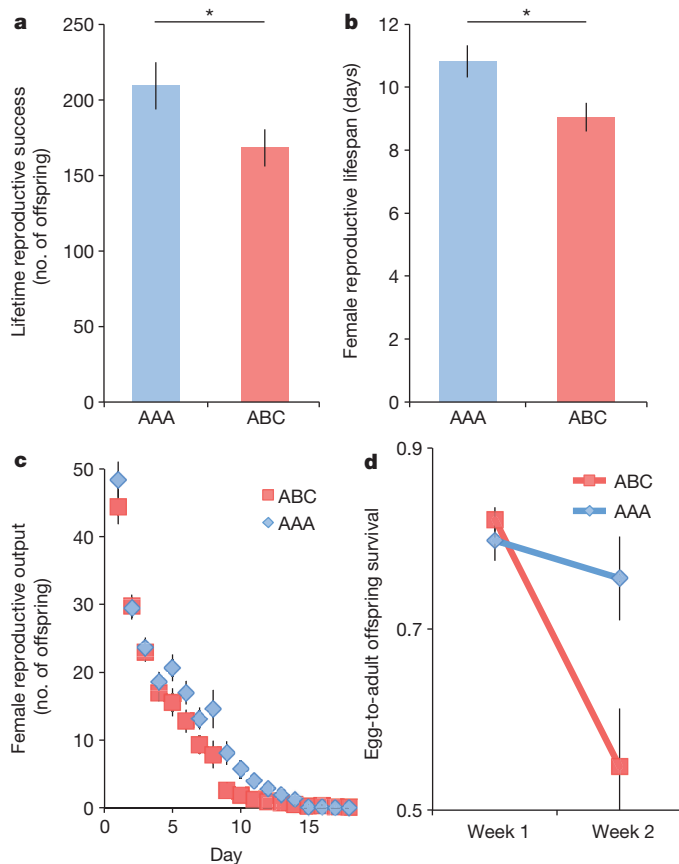 a
Lifetime reproductive success
(no. of offspring)
250
200
150
100
50
0
*
AAA
ABC
b
Female reproductive lifespan (days)
12
10
8
6
4
2
0
*
AAA
ABC
c
Female reproductive output
(no. of offspring)
50
40
30
20
10
0
ABC
AAA
0
5
10
15
Day
d
Egg-to-adult offspring survival
0.9
0.7
0.5
ABC
AAA
Week 1
Week 2